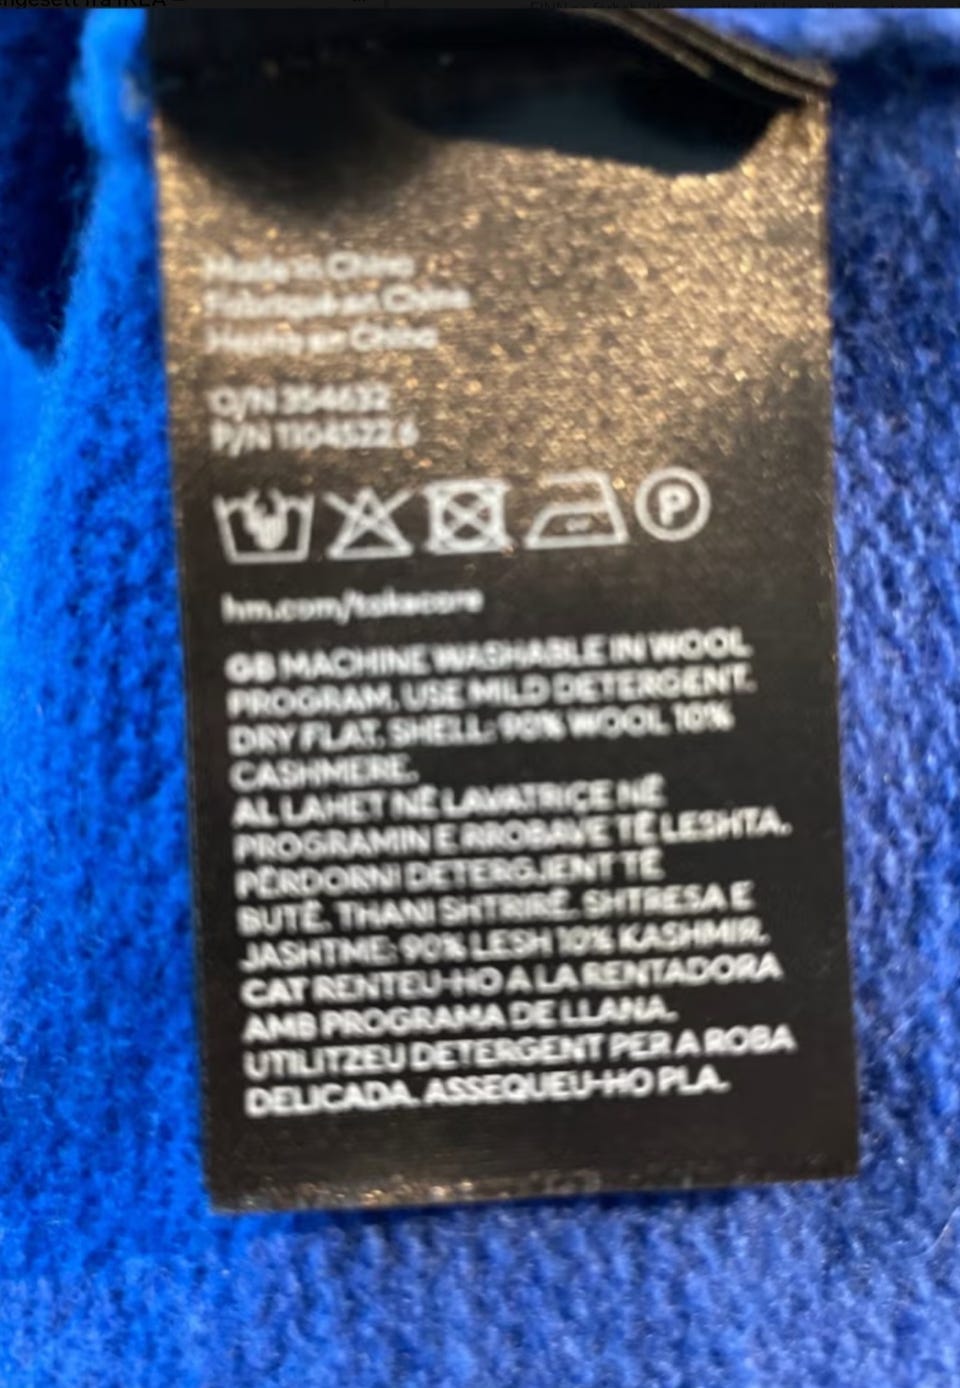 Made in China
Fabriqué en Chine
Hecho en China
O/N 354632
P/N 1104522 6
P
hm.com/takecare
GB MACHINE WASHABLE IN WOOL
PROGRAM. USE MILD DETERGENT.
DRY FLAT. SHELL: 90% WOOL 10%
CASHMERE.
AL LAHET NË LAVATRIÇE NË
PROGRAMIN E RROBAVE TË LESHTA.
PËRDORNI DETERGJENT TË
BUTË. THANI SHTRIRË. SHTRESA E
JASHTME: 90% LESH 10% KASHMIR.
CAT RENTEU-HO A LA RENTADORA
AMB PROGRAMA DE LLANA.
UTILITZEU DETERGENT PER A ROBA
DELICADA. ASSEQUEU-HO PLA.